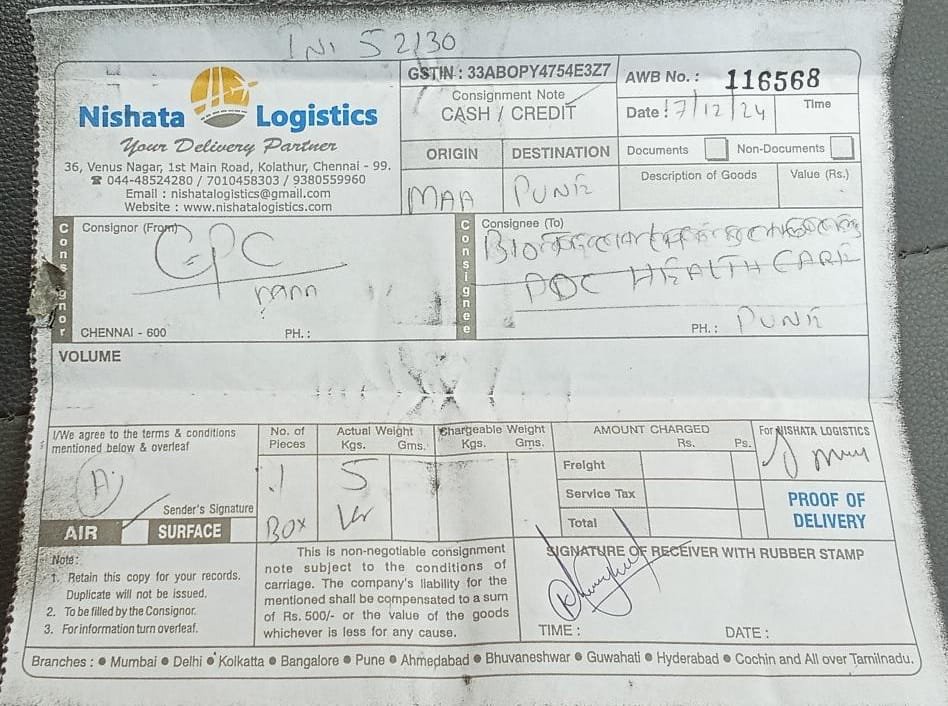 INI 52130
Nishata Logistics
Your Delivery Partner
36, Venus Nagar, 1st Main Road, Kolathur, Chennai - 99.
☎ 044-48524280 / 7010458303 / 9380559960
Email : nishatalogistics@gmail.com
Website : www.nishatalogistics.com
GSTIN : 33ABOPY4754E3Z7
Consignment Note
CASH / CREDIT
AWB No. : 116568
Date : 17/12/24
Time
ORIGIN
DESTINATION
MAA
PUNE
Documents
Non-Documents
Description of Goods
Value (Rs.)
Consignor
Consignor (From)
CPC
CHENNAI - 600
PH. :
Consignee
Consignee (To)
POC HEALTH CARE
PH. : PUNE
VOLUME
I/We agree to the terms & conditions
mentioned below & overleaf
Sender's Signature
AIR
SURFACE
No. of
Pieces
1
BOX
Actual Weight
Kgs. Gms.
5
Chargeable Weight
Kgs. Gms.
AMOUNT CHARGED
Rs. Ps.
Freight
Service Tax
Total
For NISHATA LOGISTICS
PROOF OF
DELIVERY
Note :
1. Retain this copy for your records.
Duplicate will not be issued.
2. To be filled by the Consignor.
3. For information turn overleaf.
This is non-negotiable consignment
note subject to the conditions of
carriage. The company's liability for the
mentioned shall be compensated to a sum
of Rs. 500/- or the value of the goods
whichever is less for any cause.
SIGNATURE OF RECEIVER WITH RUBBER STAMP
TIME :
DATE :
Branches : ● Mumbai ● Delhi ● Kolkatta ● Bangalore ● Pune ● Ahmedabad ● Bhuvaneshwar ● Guwahati ● Hyderabad ● Cochin and All over Tamilnadu.